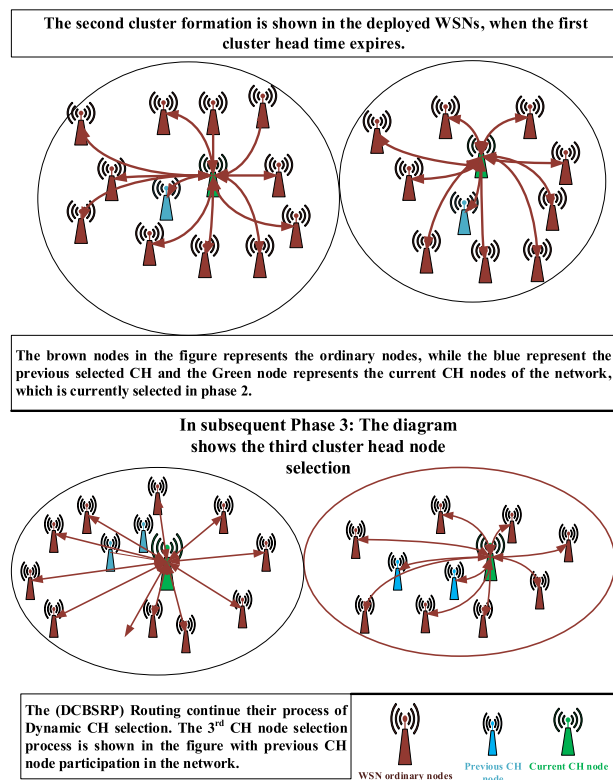 The second cluster formation is shown in the deployed WSNs, when the first
cluster head time expires.
The brown nodes in the figure represents the ordinary nodes, while the blue represent the
previous selected CH and the Green node represents the current CH nodes of the network,
which is currently selected in phase 2.
In subsequent Phase 3: The diagram
shows the third cluster head node
selection
The (DCBSRP) Routing continue their process of
Dynamic CH selection. The 3rd CH node selection
process is shown in the figure with previous CH
node participation in the network.
WSN ordinary nodes
Previous CH
node
Current CH node